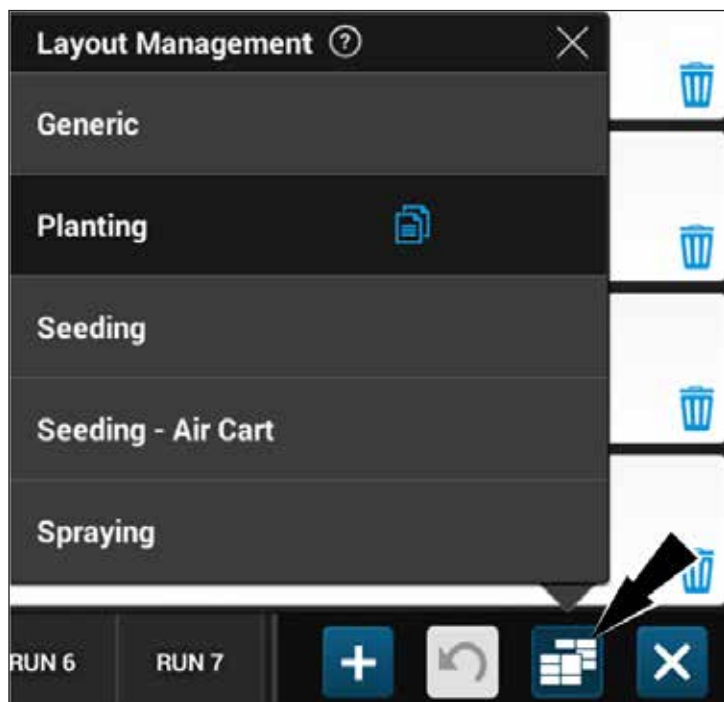 Layout Management ?
Generic
Planting
Seeding
Seeding - Air Cart
Spraying
RUN 6
RUN 7